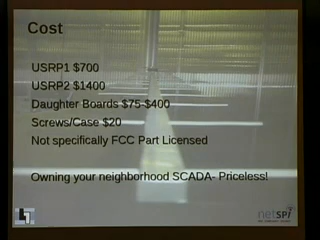 Cost
USRP1 $700
USRP2 $1400
Daughter Boards $75-$400
Screws/Case $20
Not specifically FCC Part Licensed
Owning your neighborhood SCADA- Priceless!
netSPI